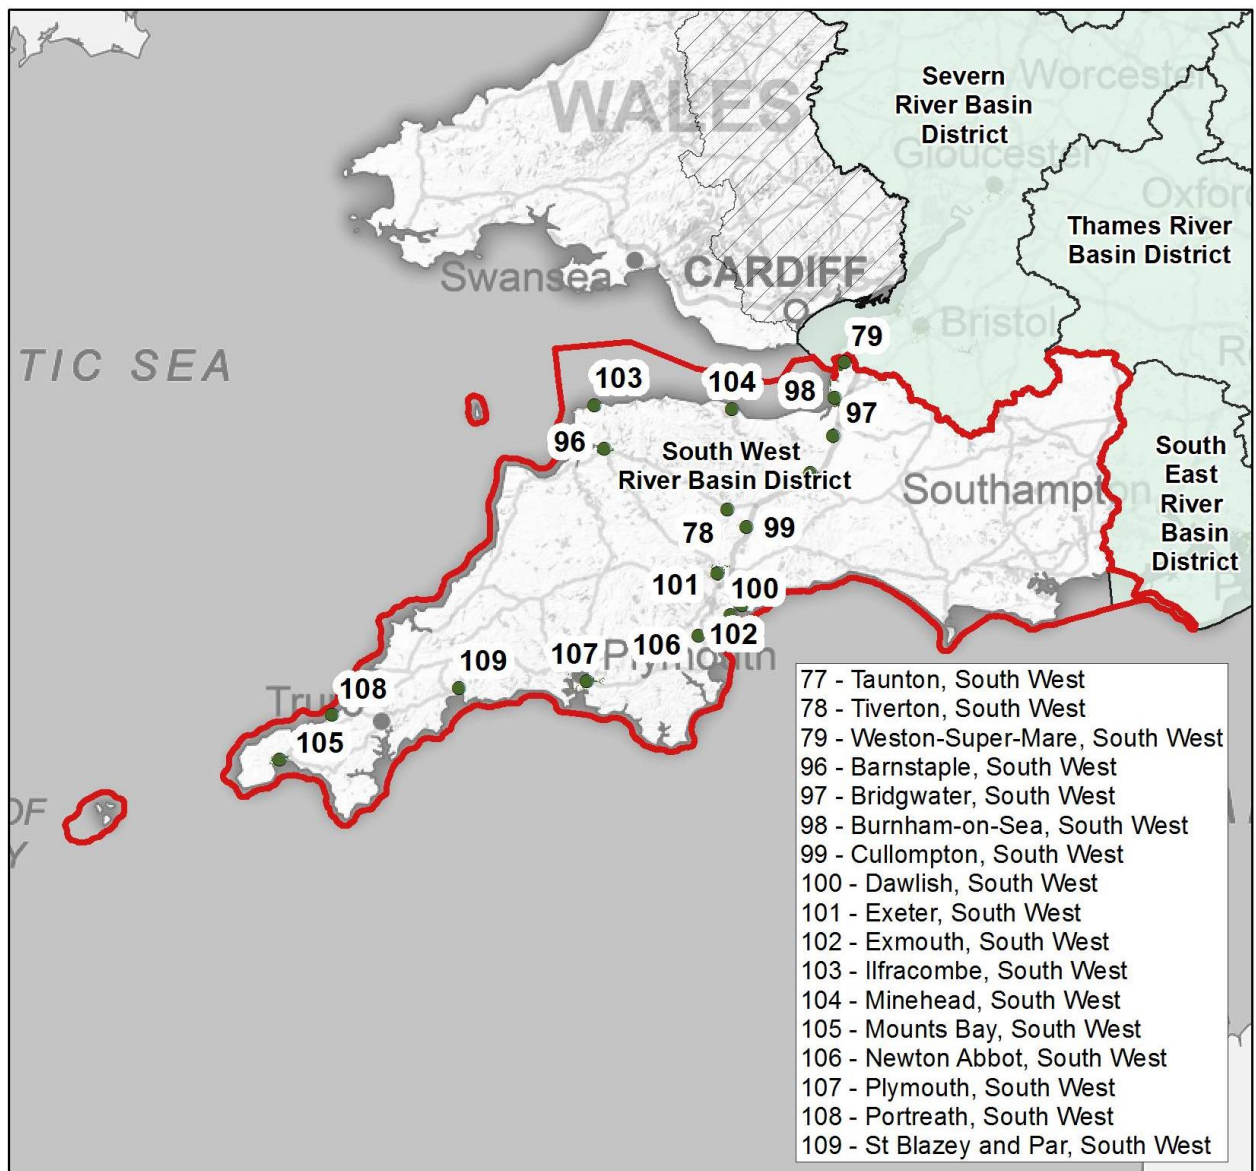 Severn
River Basin
District
Worcester
WALES
Gloucester
Oxford
Thames River
Basin District
Swansea
CARDIFF
Bristol
R
TIC SEA
79
103
104
98
97
96
South West
River Basin District
South
East
River
Basin
District
Southampton
78
99
101
100
P
106
102
Plymouth
107
109
108
Truro
105
OF
Y
77 - Taunton, South West
78 - Tiverton, South West
79 - Weston-Super-Mare, South West
96 - Barnstaple, South West
97 - Bridgwater, South West
98 - Burnham-on-Sea, South West
99 - Cullompton, South West
100 - Dawlish, South West
101 - Exeter, South West
102 - Exmouth, South West
103 - Ilfracombe, South West
104 - Minehead, South West
105 - Mounts Bay, South West
106 - Newton Abbot, South West
107 - Plymouth, South West
108 - Portreath, South West
109 - St Blazey and Par, South West